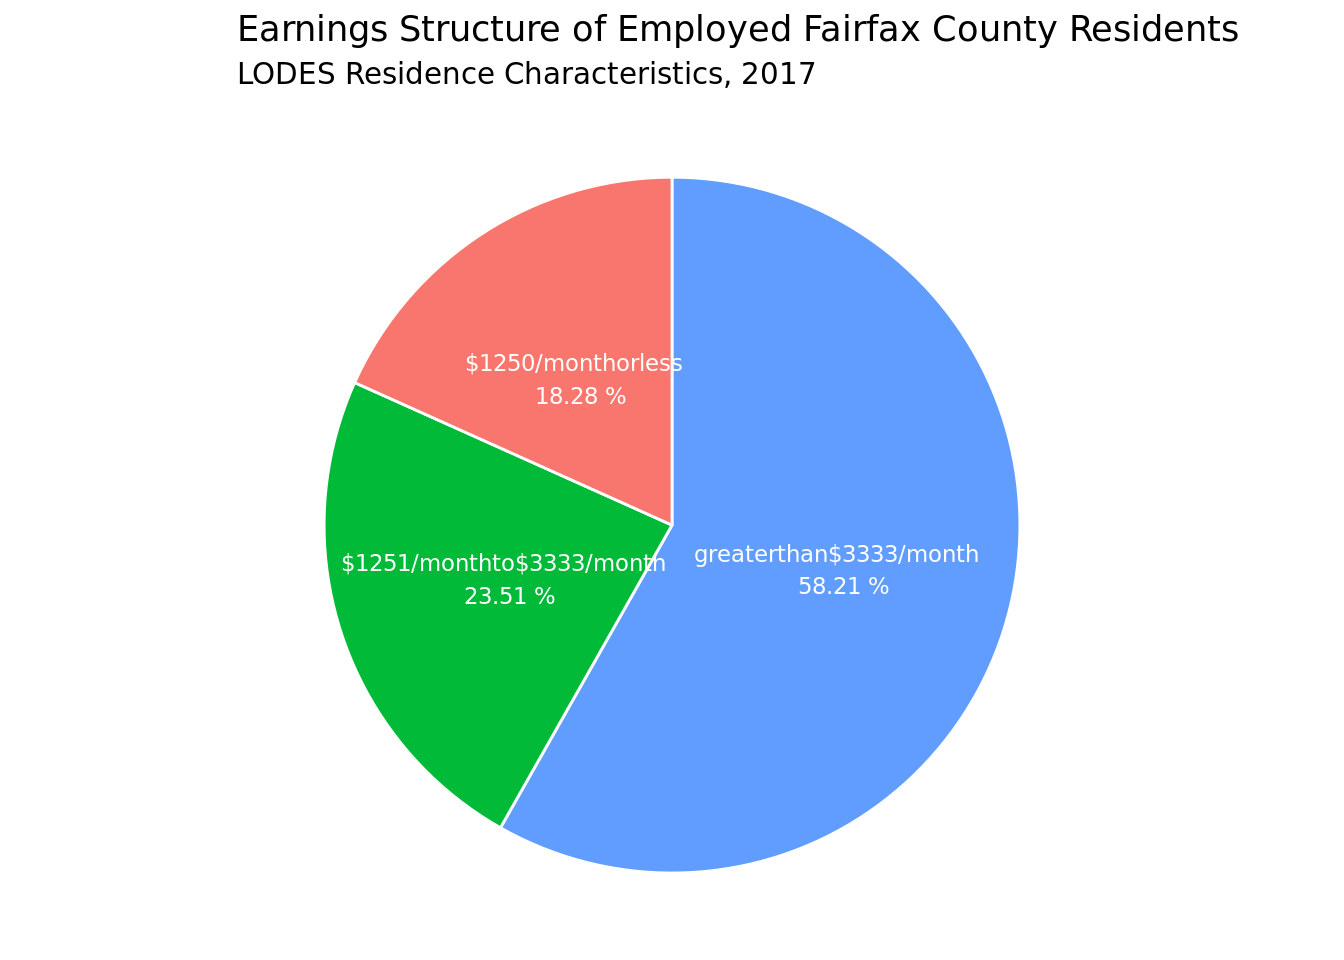 Earnings Structure of Employed Fairfax County Residents
LODES Residence Characteristics, 2017
$1250/monthorless
18.28 %
$1251/monthto$3333/month
23.51 %
greaterthan$3333/month
58.21 %